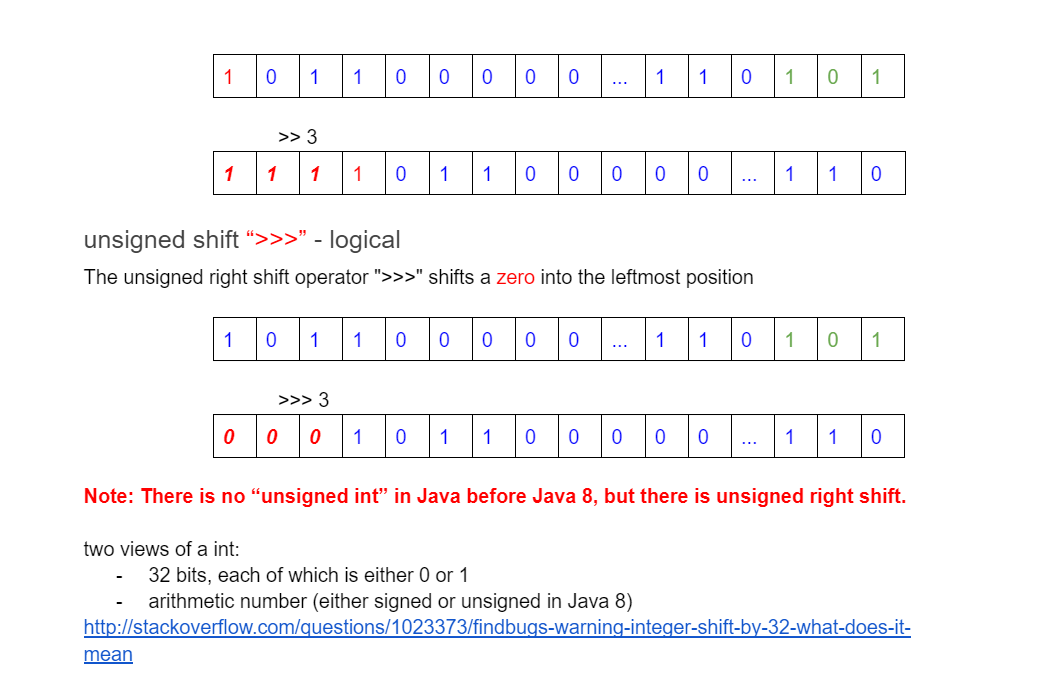 1 0 1 1 0 0 0 0 0 ... 1 1 0 1 0 1
>> 3
1 1 1 1 0 1 1 0 0 0 0 0 ... 1 1 0
unsigned shift “>>>” - logical
The unsigned right shift operator ">>>" shifts a zero into the leftmost position
1 0 1 1 0 0 0 0 0 ... 1 1 0 1 0 1
>>> 3
0 0 0 1 0 1 1 0 0 0 0 0 ... 1 1 0
Note: There is no “unsigned int” in Java before Java 8, but there is unsigned right shift.
two views of a int:
- 32 bits, each of which is either 0 or 1
- arithmetic number (either signed or unsigned in Java 8)
http://stackoverflow.com/questions/1023373/findbugs-warning-integer-shift-by-32-what-does-it-
mean